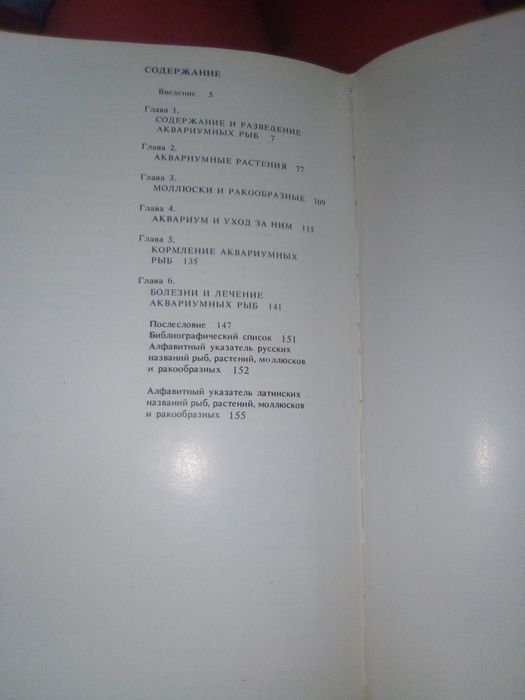 СОДЕРЖАНИЕ
Введение 5
Глава 1.
СОДЕРЖАНИЕ И РАЗВЕДЕНИЕ
АКВАРИУМНЫХ РЫБ 7
Глава 2.
АКВАРИУМНЫЕ РАСТЕНИЯ 77
Глава 3.
МОЛЛЮСКИ И РАКООБРАЗНЫЕ 109
Глава 4.
АКВАРИУМ И УХОД ЗА НИМ 115
Глава 5.
КОРМЛЕНИЕ АКВАРИУМНЫХ
РЫБ 135
Глава 6.
БОЛЕЗНИ И ЛЕЧЕНИЕ
АКВАРИУМНЫХ РЫБ 141
Послесловие 147
Библиографический список 151
Алфавитный указатель русских
названий рыб, растений, моллюсков
и ракообразных 152
Алфавитный указатель латинских
названий рыб, растений, моллюсков
и ракообразных 155